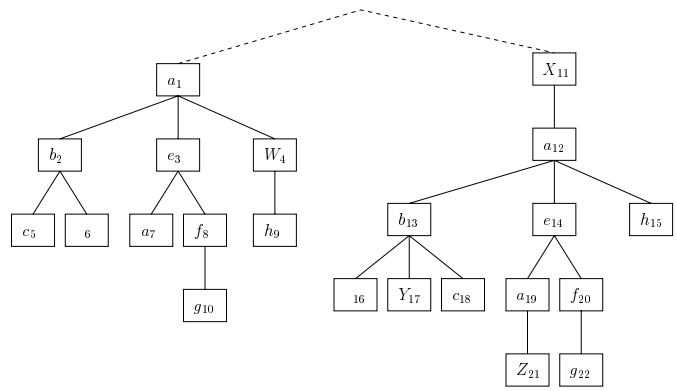 a₁
X₁₁
b₂ e₃ W₄
a₁₂
c₅ ₆ a₇ f₈ h₉
b₁₃ e₁₄ h₁₅
g₁₀
₁₆ Y₁₇ c₁₈ a₁₉ f₂₀
Z₂₁ g₂₂